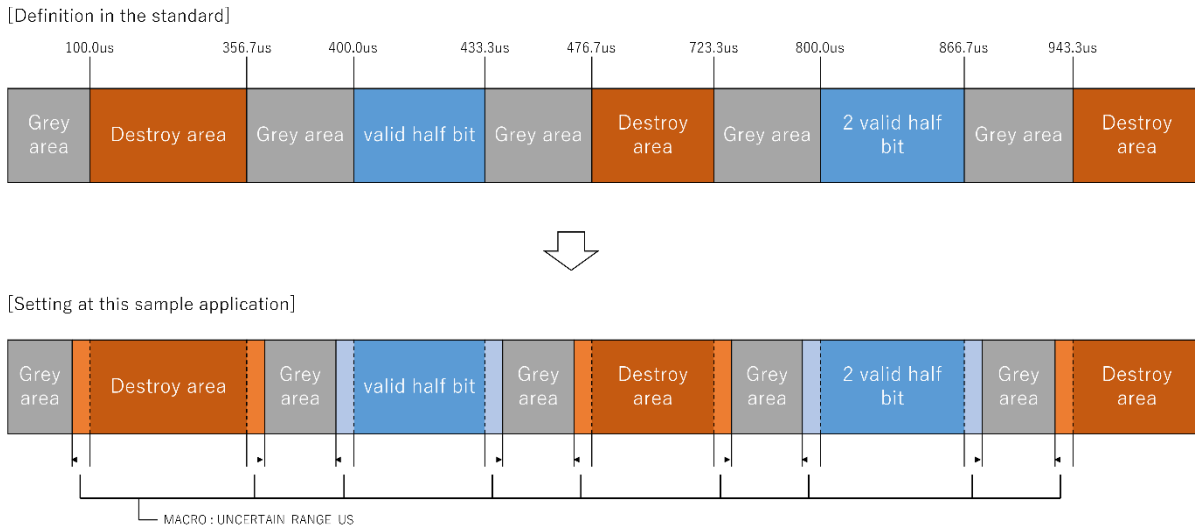 [Definition in the standard]
100.0us 356.7us 400.0us 433.3us 476.7us 723.3us 800.0us 866.7us 943.3us
Grey
area
Destroy area
Grey area
valid half bit
Grey area
Destroy
area
Grey area
2 valid half
bit
Grey area
Destroy
area
[Setting at this sample application]
Grey
area
Destroy area
Grey
area
valid half bit
Grey
area
Destroy
area
Grey
area
2 valid half
bit
Grey
area
Destroy
area
MACRO : UNCERTAIN RANGE US